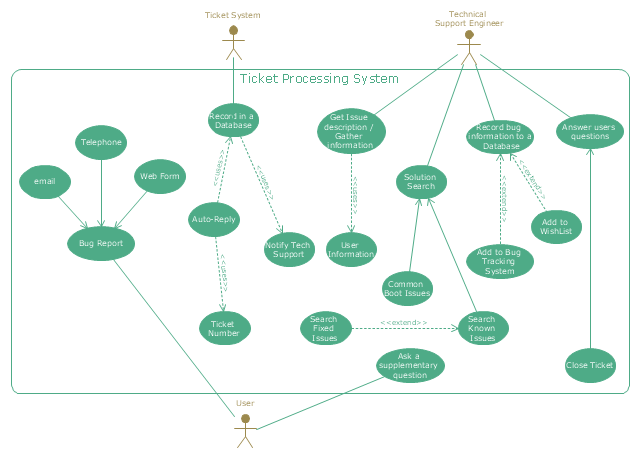 Ticket System
Technical
Support Engineer
Ticket Processing System
Record in a
Database
Get Issue
description /
Gather
information
Record bug
information to a
Database
Answer users
questions
Telephone
email
Web Form
<<uses>>
<<uses>>
<<uses>>
<<extend>>
<<extend>>
Solution
Search
Auto-Reply
Add to
WishList
Bug Report
Notify Tech
Support
User
Information
Add to Bug
Tracking
System
<<uses>>
Common
Boot Issues
Ticket
Number
Search
Fixed
Issues
<<extend>>
Search
Known
Issues
Ask a
supplementary
question
Close Ticket
User